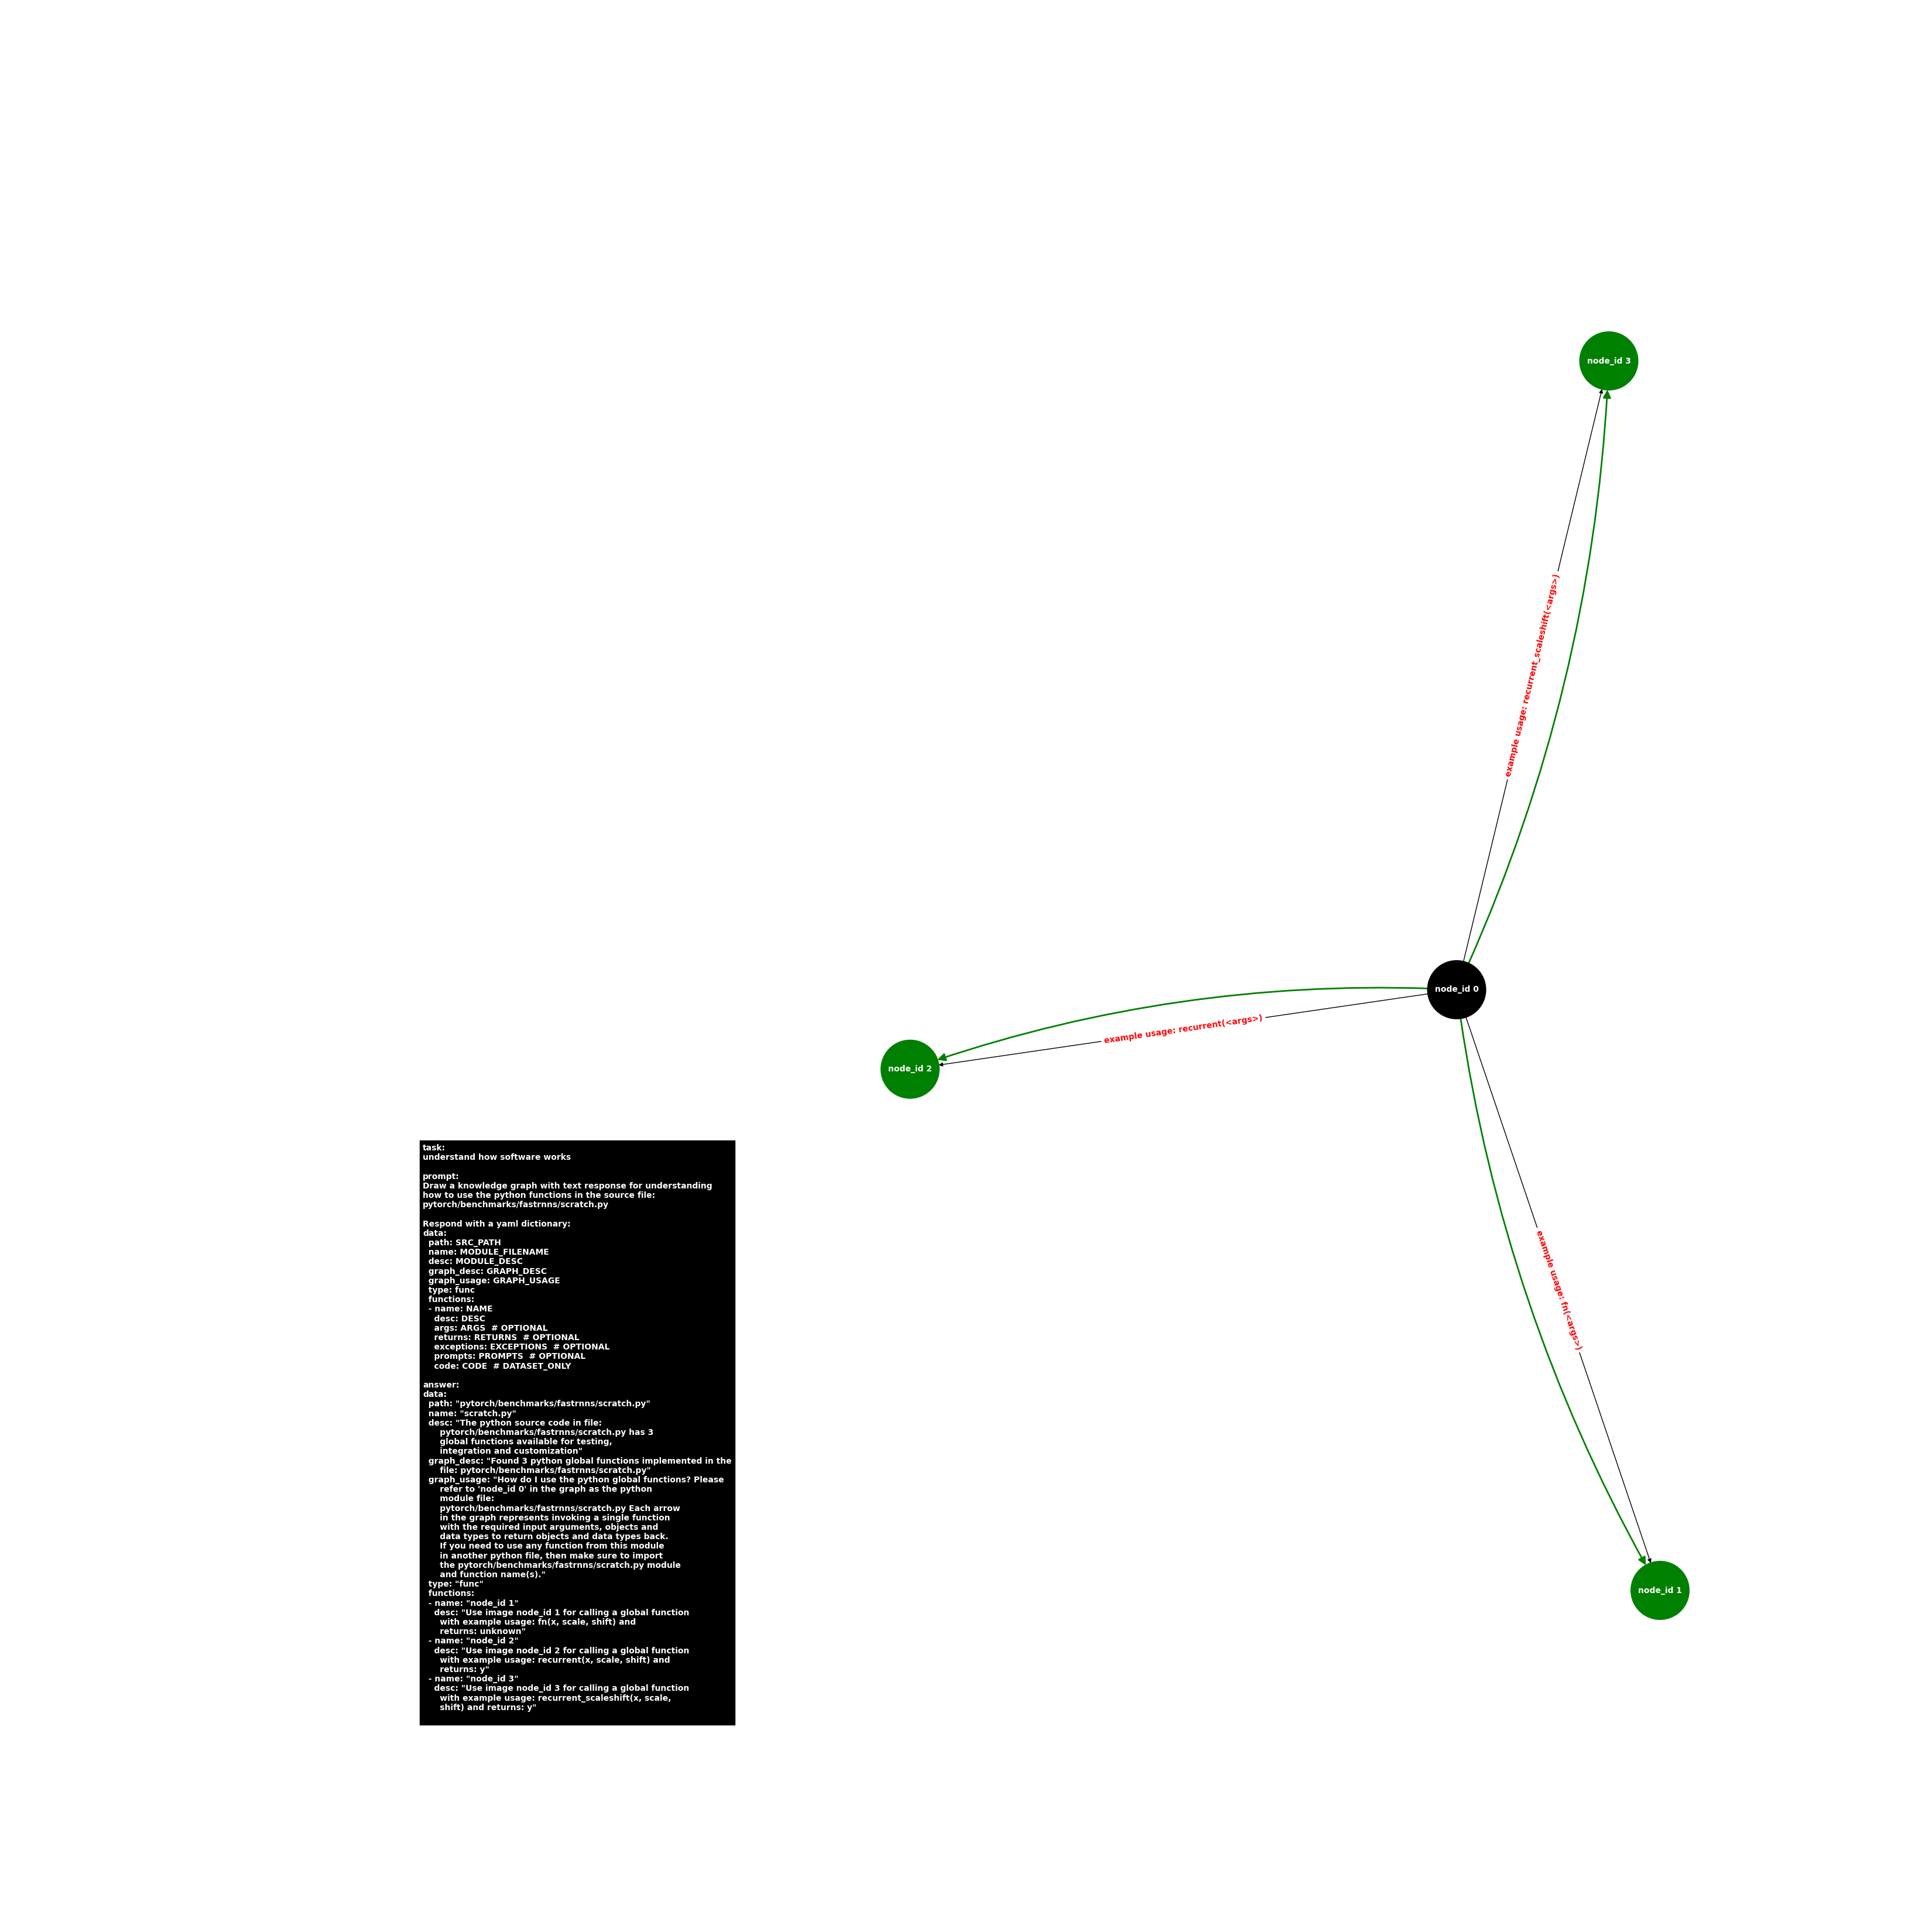 node_id 3
example usage: recurrent_scaleshift(<args>)
node_id 0
example usage: recurrent(<args>)
node_id 2
example usage: fn(<args>)
node_id 1
task:
understand how software works

prompt:
Draw a knowledge graph with text response for understanding
how to use the python functions in the source file:
pytorch/benchmarks/fastrnns/scratch.py

Respond with a yaml dictionary:
data:
  path: SRC_PATH
  name: MODULE_FILENAME
  desc: MODULE_DESC
  graph_desc: GRAPH_DESC
  graph_usage: GRAPH_USAGE
  type: func
  functions:
  - name: NAME
    desc: DESC
    args: ARGS  # OPTIONAL
    returns: RETURNS  # OPTIONAL
    exceptions: EXCEPTIONS  # OPTIONAL
    prompts: PROMPTS  # OPTIONAL
    code: CODE  # DATASET_ONLY

answer:
data:
  path: "pytorch/benchmarks/fastrnns/scratch.py"
  name: "scratch.py"
  desc: "The python source code in file:
      pytorch/benchmarks/fastrnns/scratch.py has 3
      global functions available for testing,
      integration and customization"
  graph_desc: "Found 3 python global functions implemented in the
      file: pytorch/benchmarks/fastrnns/scratch.py"
  graph_usage: "How do I use the python global functions? Please
      refer to 'node_id 0' in the graph as the python
      module file:
      pytorch/benchmarks/fastrnns/scratch.py Each arrow
      in the graph represents invoking a single function
      with the required input arguments, objects and
      data types to return objects and data types back.
      If you need to use any function from this module
      in another python file, then make sure to import
      the pytorch/benchmarks/fastrnns/scratch.py module
      and function name(s)."
  type: "func"
  functions:
  - name: "node_id 1"
    desc: "Use image node_id 1 for calling a global function
      with example usage: fn(x, scale, shift) and
      returns: unknown"
  - name: "node_id 2"
    desc: "Use image node_id 2 for calling a global function
      with example usage: recurrent(x, scale, shift) and
      returns: y"
  - name: "node_id 3"
    desc: "Use image node_id 3 for calling a global function
      with example usage: recurrent_scaleshift(x, scale,
      shift) and returns: y"